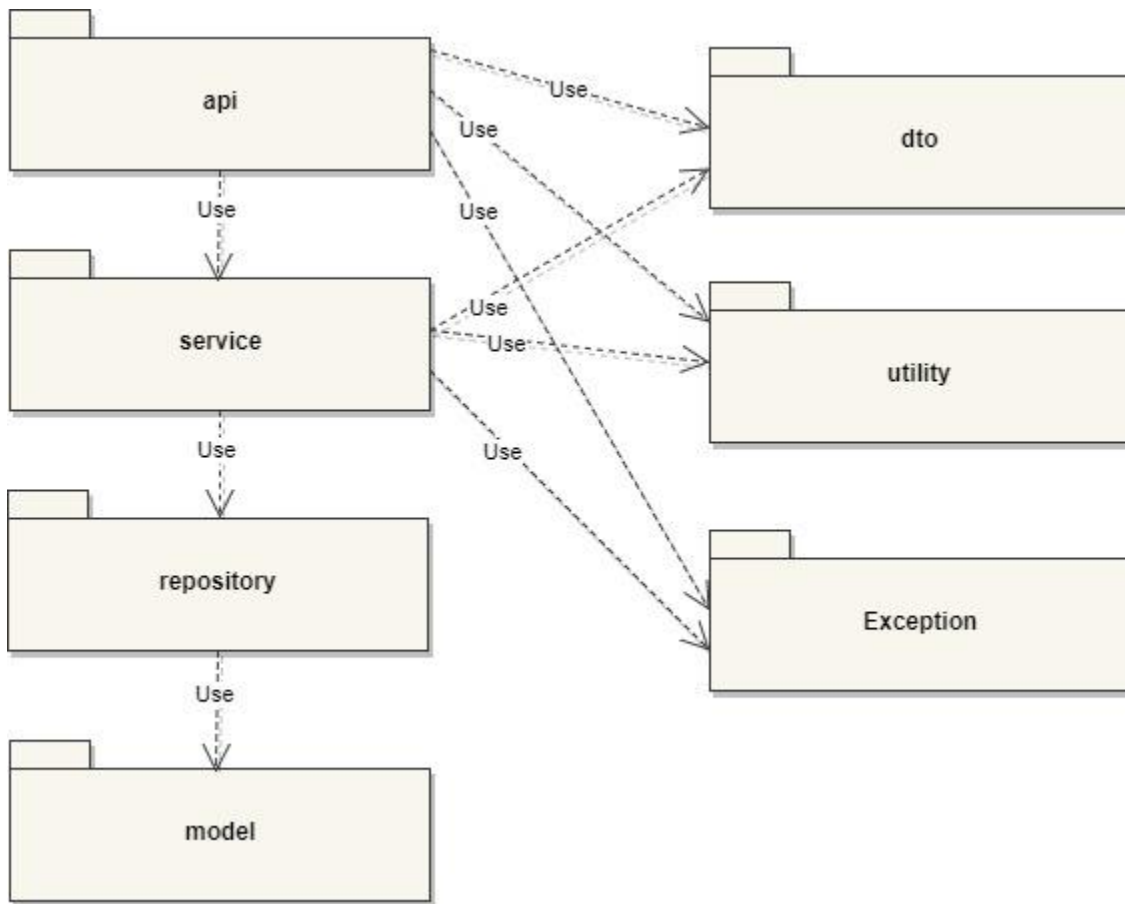 api
dto
Use
Use
Use
Use
service
Use
Use
utility
Use
Use
repository
Exception
Use
model